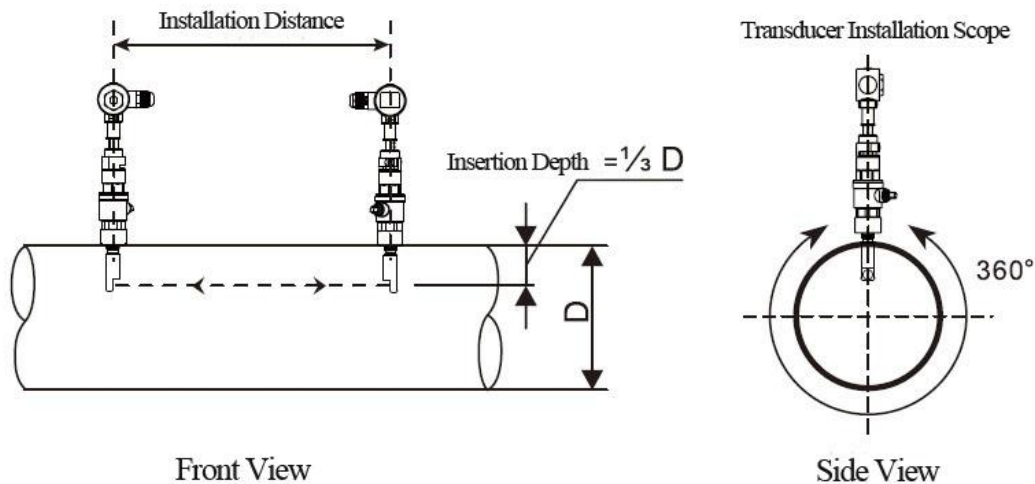 Installation Distance
Transducer Installation Scope
Insertion Depth = ⅓ D
360°
D
Front View
Side View